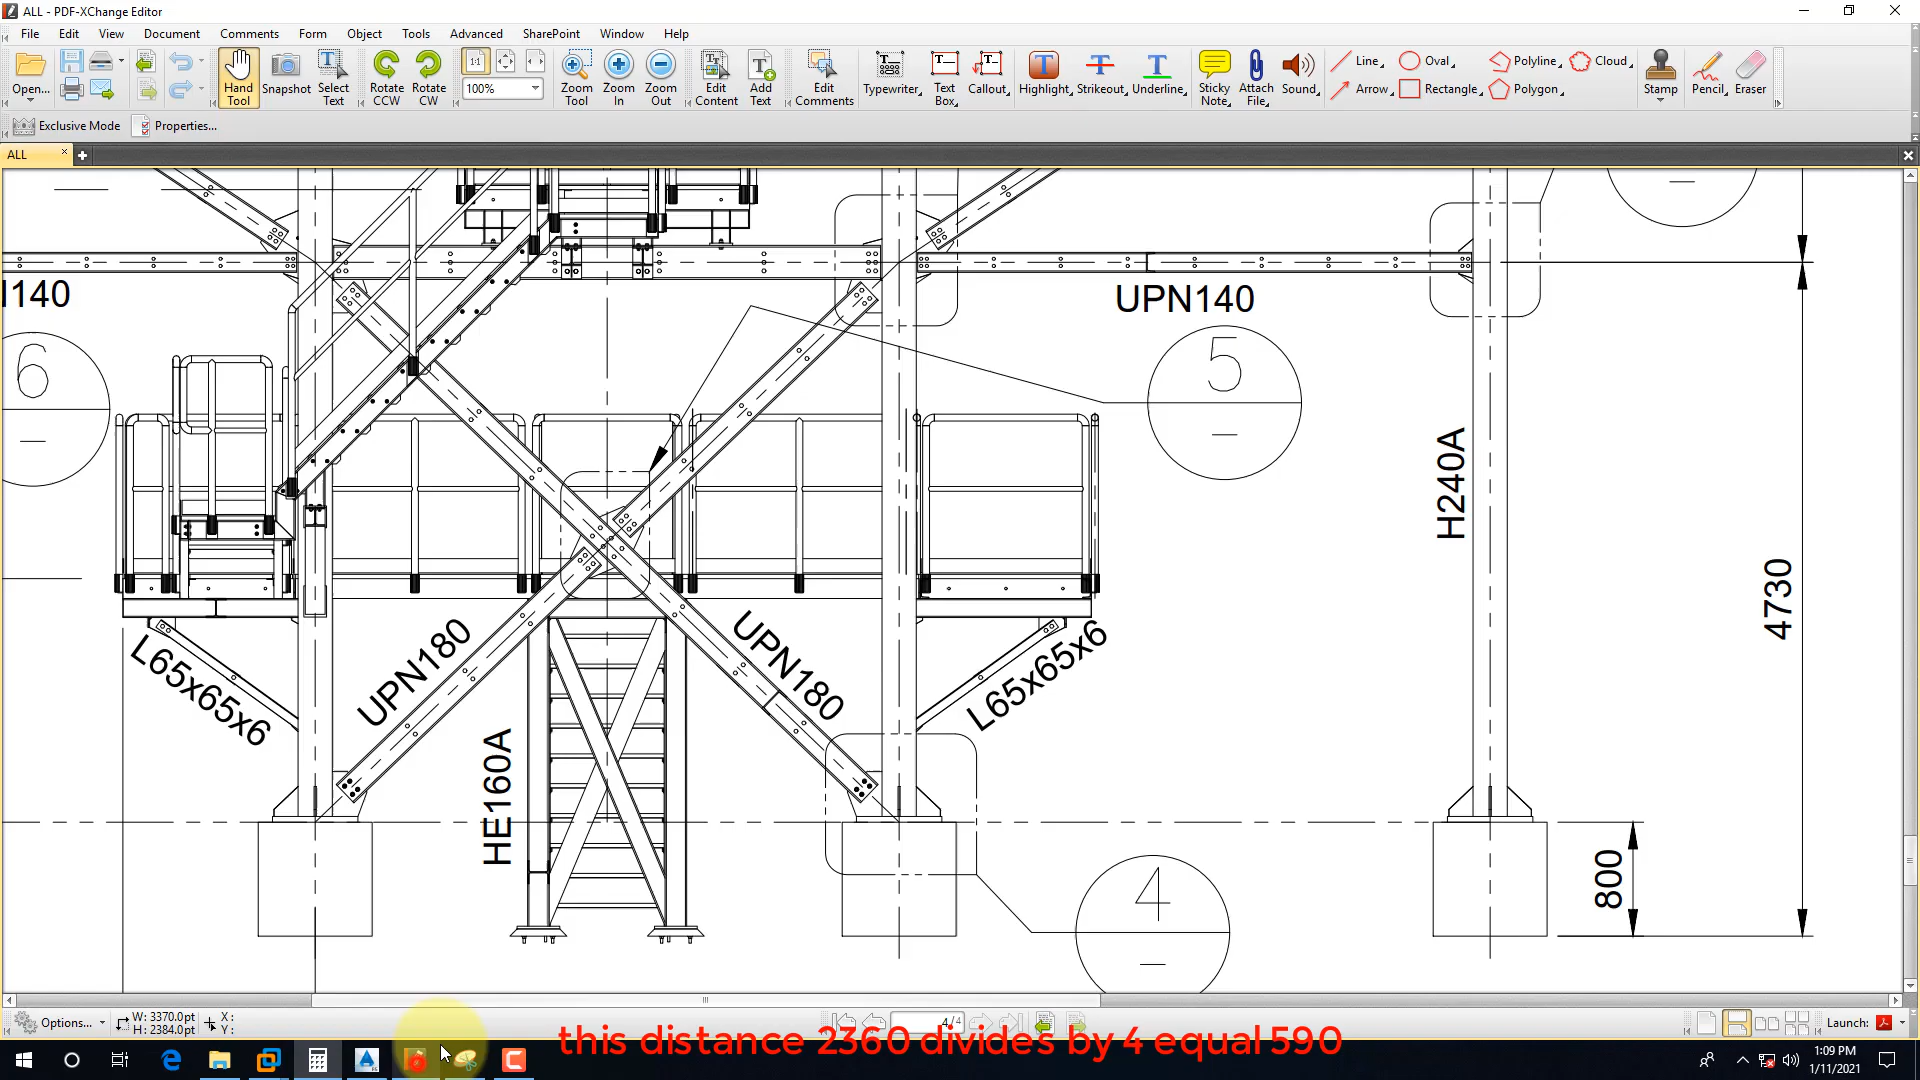 ALL - PDF-XChange Editor
File Edit View Document Comments Form Object Tools Advanced SharePoint Window Help
Open... Hand Tool Snapshot Select Text Rotate CCW Rotate CW 1:1 100% Zoom Tool Zoom In Zoom Out Edit Content Add Text Edit Comments Typewriter Text Box Callout Highlight Strikeout Underline Sticky Note Attach File Sound Line Arrow Oval Rectangle Polyline Polygon Cloud Stamp Pencil Eraser
Exclusive Mode Properties...
ALL
UPN140
5
6
H240A
4730
L65x65x6
UPN180
UPN180
L65x65x6
HE160A
800
4
Options... W: 3370.0pt H: 2384.0pt X: Y: 4/4 Launch:
this distance 2360 divides by 4 equal 590
1:09 PM
1/11/2021